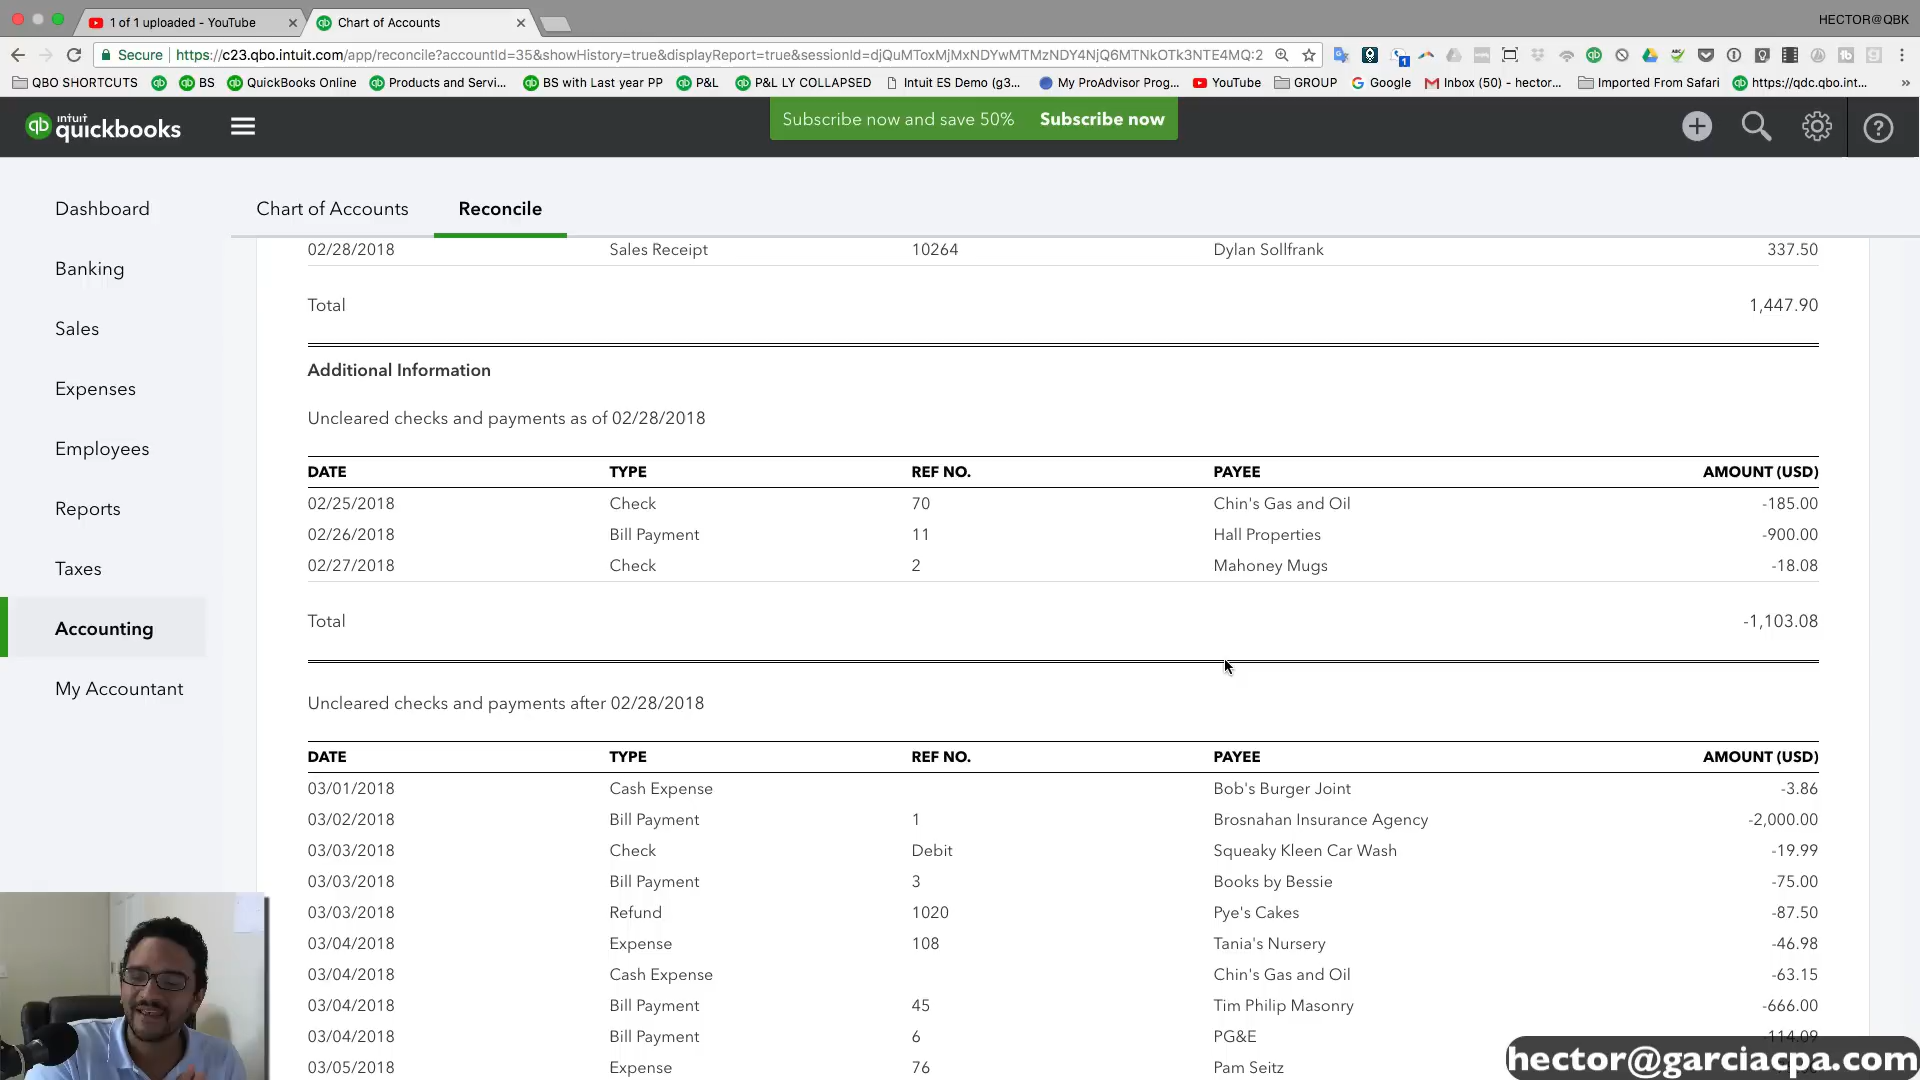 1 of 1 uploaded - YouTube
Chart of Accounts
HECTOR@QBK
Secure https://c23.qbo.intuit.com/app/reconcile?accountId=35&showHistory=true&displayReport=true&sessionId=djQuMToxMjMxNDYwMTMzNDY4NjQ6MTNkOTk3NTE4MQ:2
QBO SHORTCUTS BS QuickBooks Online Products and Servi... BS with Last year PP P&L P&L LY COLLAPSED Intuit ES Demo (g3... My ProAdvisor Prog... YouTube GROUP Google Inbox (50) - hector... Imported From Safari https://qdc.qbo.int... »
qb intuit quickbooks
Subscribe now and save 50% Subscribe now
Dashboard
Banking
Sales
Expenses
Employees
Reports
Taxes
Accounting
My Accountant
Chart of Accounts Reconcile
02/28/2018 Sales Receipt 10264 Dylan Sollfrank 337.50
Total 1,447.90
Additional Information
Uncleared checks and payments as of 02/28/2018
DATE TYPE REF NO. PAYEE AMOUNT (USD)
02/25/2018 Check 70 Chin's Gas and Oil -185.00
02/26/2018 Bill Payment 11 Hall Properties -900.00
02/27/2018 Check 2 Mahoney Mugs -18.08
Total -1,103.08
Uncleared checks and payments after 02/28/2018
DATE TYPE REF NO. PAYEE AMOUNT (USD)
03/01/2018 Cash Expense Bob's Burger Joint -3.86
03/02/2018 Bill Payment 1 Brosnahan Insurance Agency -2,000.00
03/03/2018 Check Debit Squeaky Kleen Car Wash -19.99
03/03/2018 Bill Payment 3 Books by Bessie -75.00
03/03/2018 Refund 1020 Pye's Cakes -87.50
03/04/2018 Expense 108 Tania's Nursery -46.98
03/04/2018 Cash Expense Chin's Gas and Oil -63.15
03/04/2018 Bill Payment 45 Tim Philip Masonry -666.00
03/04/2018 Bill Payment 6 PG&E -114.09
03/05/2018 Expense 76 Pam Seitz
hector@garciacpa.com